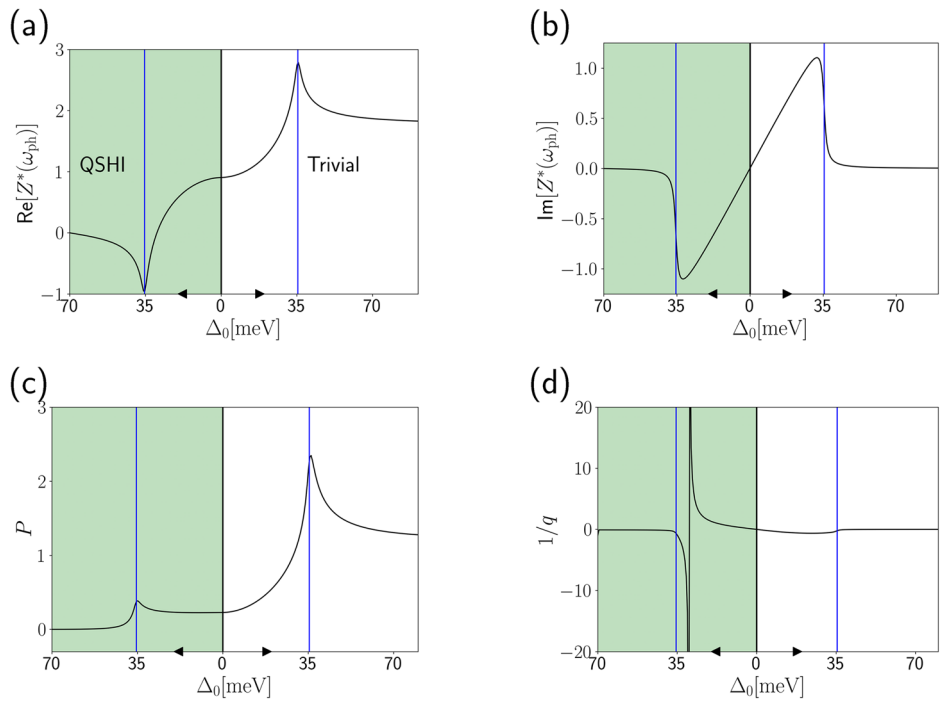 (a)
3
2
1
0
−1
Re[Z*(ω_ph)]
QSHI
Trivial
70 35 0 35 70
Δ₀[meV]
(b)
1.0
0.5
0.0
−0.5
−1.0
Im[Z*(ω_ph)]
70 35 0 35 70
Δ₀[meV]
(c)
3
2
1
0
P
70 35 0 35 70
Δ₀[meV]
(d)
20
10
0
−10
−20
1/q
70 35 0 35 70
Δ₀[meV]